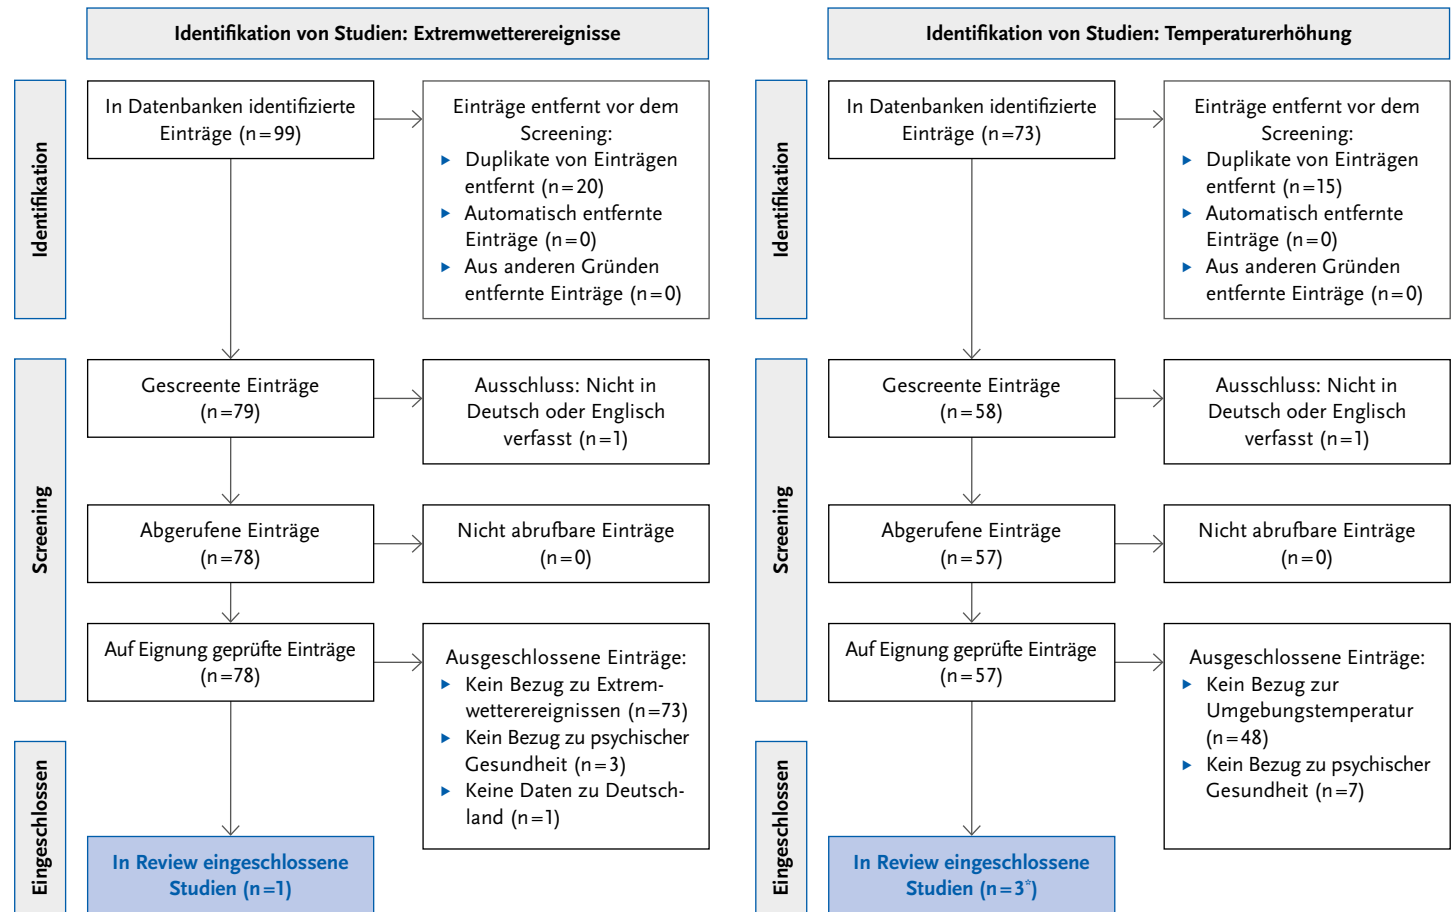 Identifikation von Studien: Extremwetterereignisse
Identifikation
In Datenbanken identifizierte
Einträge (n=99)
Einträge entfernt vor dem
Screening:
▶ Duplikate von Einträgen
entfernt (n=20)
▶ Automatisch entfernte
Einträge (n=0)
▶ Aus anderen Gründen
entfernte Einträge (n=0)
Screening
Gescreente Einträge
(n=79)
Ausschluss: Nicht in
Deutsch oder Englisch
verfasst (n=1)
Abgerufene Einträge
(n=78)
Nicht abrufbare Einträge
(n=0)
Auf Eignung geprüfte Einträge
(n=78)
Ausgeschlossene Einträge:
▶ Kein Bezug zu Extrem-
wetterereignissen (n=73)
▶ Kein Bezug zu psychischer
Gesundheit (n=3)
▶ Keine Daten zu Deutsch-
land (n=1)
Eingeschlossen
In Review eingeschlossene
Studien (n=1)
Identifikation von Studien: Temperaturerhöhung
Identifikation
In Datenbanken identifizierte
Einträge (n=73)
Einträge entfernt vor dem
Screening:
▶ Duplikate von Einträgen
entfernt (n=15)
▶ Automatisch entfernte
Einträge (n=0)
▶ Aus anderen Gründen
entfernte Einträge (n=0)
Screening
Gescreente Einträge
(n=58)
Ausschluss: Nicht in
Deutsch oder Englisch
verfasst (n=1)
Abgerufene Einträge
(n=57)
Nicht abrufbare Einträge
(n=0)
Auf Eignung geprüfte Einträge
(n=57)
Ausgeschlossene Einträge:
▶ Kein Bezug zur
Umgebungstemperatur
(n=48)
▶ Kein Bezug zu psychischer
Gesundheit (n=7)
Eingeschlossen
In Review eingeschlossene
Studien (n=3*)